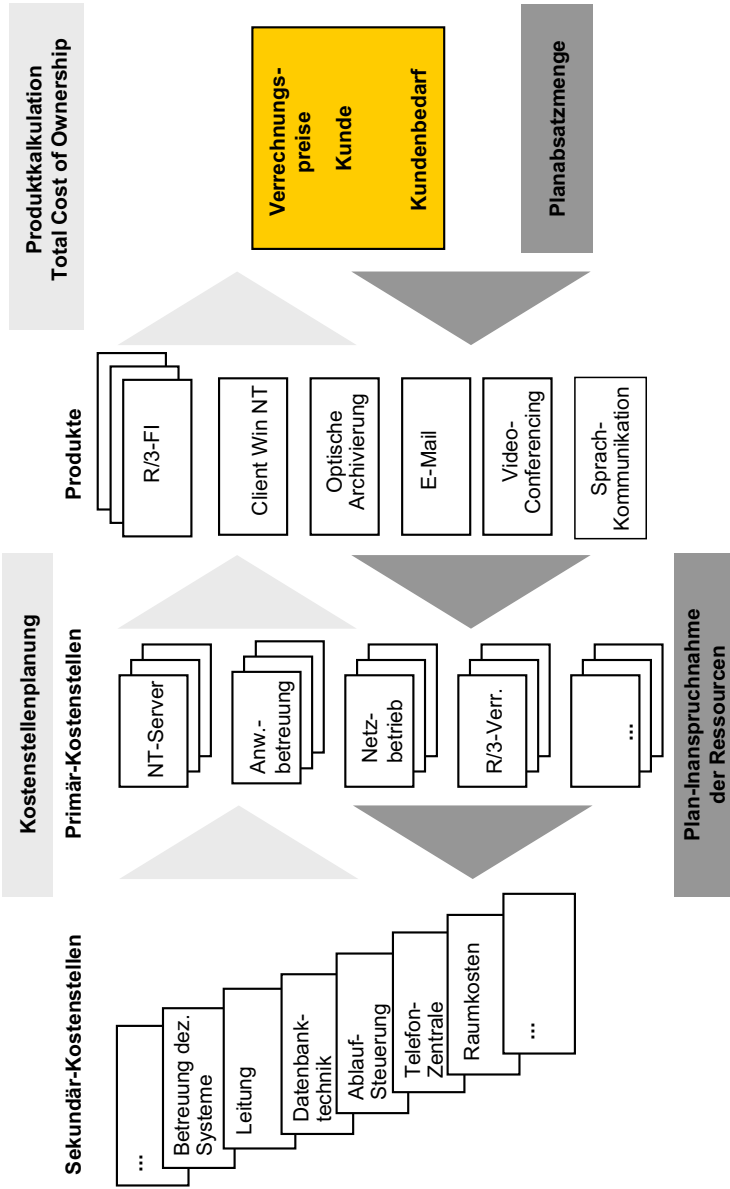 Kostenstellenplanung
Produktkalkulation
Total Cost of Ownership
Sekundär-Kostenstellen
Primär-Kostenstellen
Produkte
...
Betreuung dez.
Systeme
Leitung
Datenbank-
technik
Ablauf-
Steuerung
Telefon-
Zentrale
Raumkosten
...
NT-Server
Anw.-
betreuung
Netz-
betrieb
R/3-Verr.
...
R/3-FI
Client Win NT
Optische
Archivierung
E-Mail
Video-
Conferencing
Sprach-
Kommunikation
Verrechnungs-
preise
Kunde
Kundenbedarf
Plan-Inanspruchnahme
der Ressourcen
Planabsatzmenge